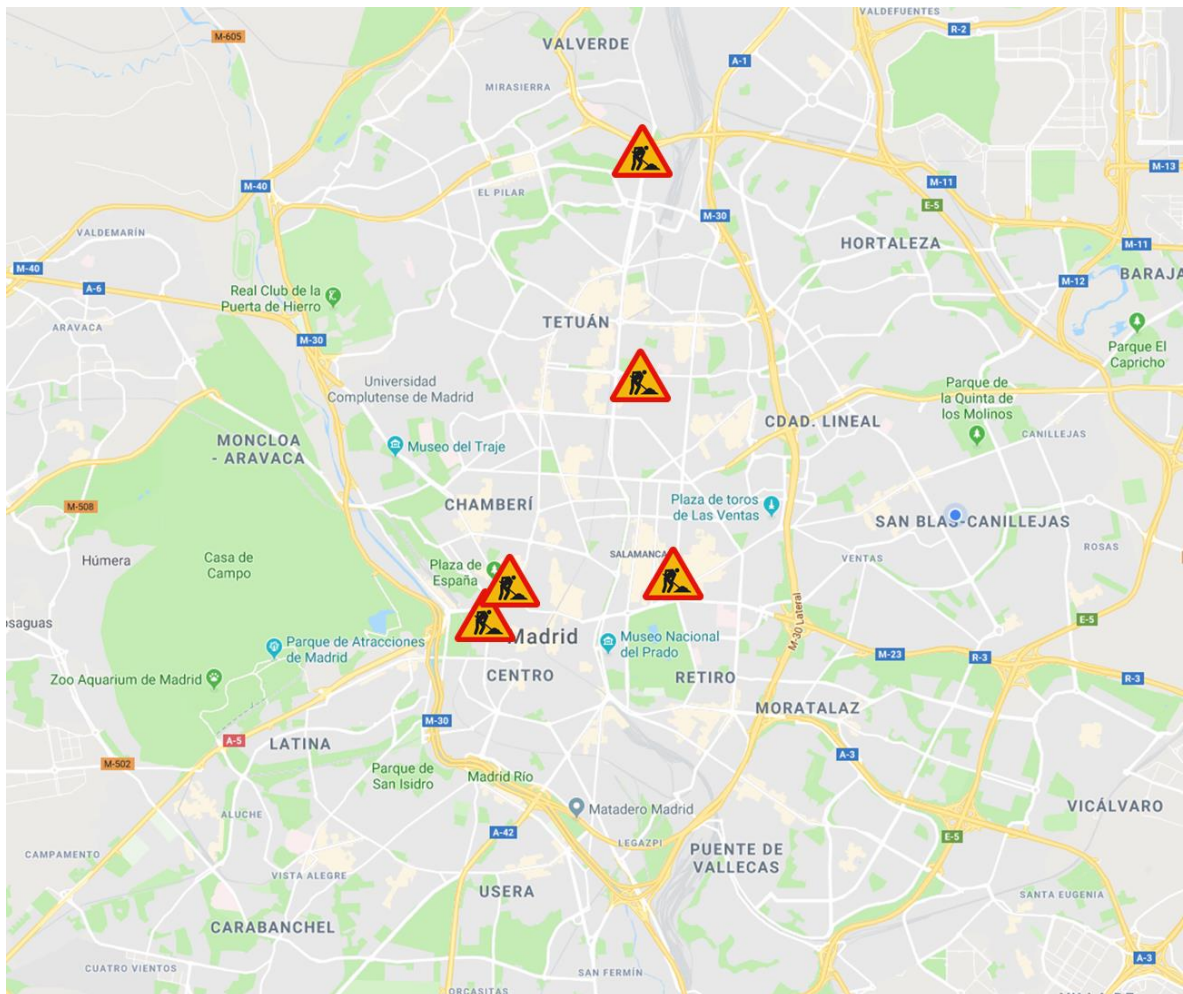 VALDEFUENTES
R-2
M-605
VALVERDE
A-1
MIRASIERRA
M-13
M-40
EL PILAR
M-11
E-5
M-30
VALDEMARÍN
HORTALEZA
M-11
M-40
A-6
Real Club de la
Puerta de Hierro
M-12
BARAJA
ARAVACA
TETUÁN
M-30
Parque El
Capricho
Universidad
Complutense de Madrid
Parque de
la Quinta de
los Molinos
CDAD. LINEAL
CANILLEJAS
MONCLOA
- ARAVACA
Museo del Traje
M-508
CHAMBERÍ
Plaza de toros
de Las Ventas
SAN BLAS-CANILLEJAS
ROSAS
Húmera
Casa de
Campo
Plaza de
España
SALAMANCA
VENTAS
osaguas
Parque de Atracciones
de Madrid
Madrid
Museo Nacional
del Prado
M-30 Lateral
E-5
M-23
R-3
R-3
Zoo Aquarium de Madrid
CENTRO
RETIRO
MORATALAZ
M-30
A-5
LATINA
M-502
Parque de
San Isidro
Madrid Río
A-3
Matadero Madrid
VICÁLVARO
ALUCHE
A-42
LEGAZPI
E-5
PUENTE DE
VALLECAS
CAMPAMENTO
VISTA ALEGRE
USERA
SANTA EUGENIA
CARABANCHEL
CUATRO VIENTOS
SAN FERMÍN
A-3
ORCASITAS